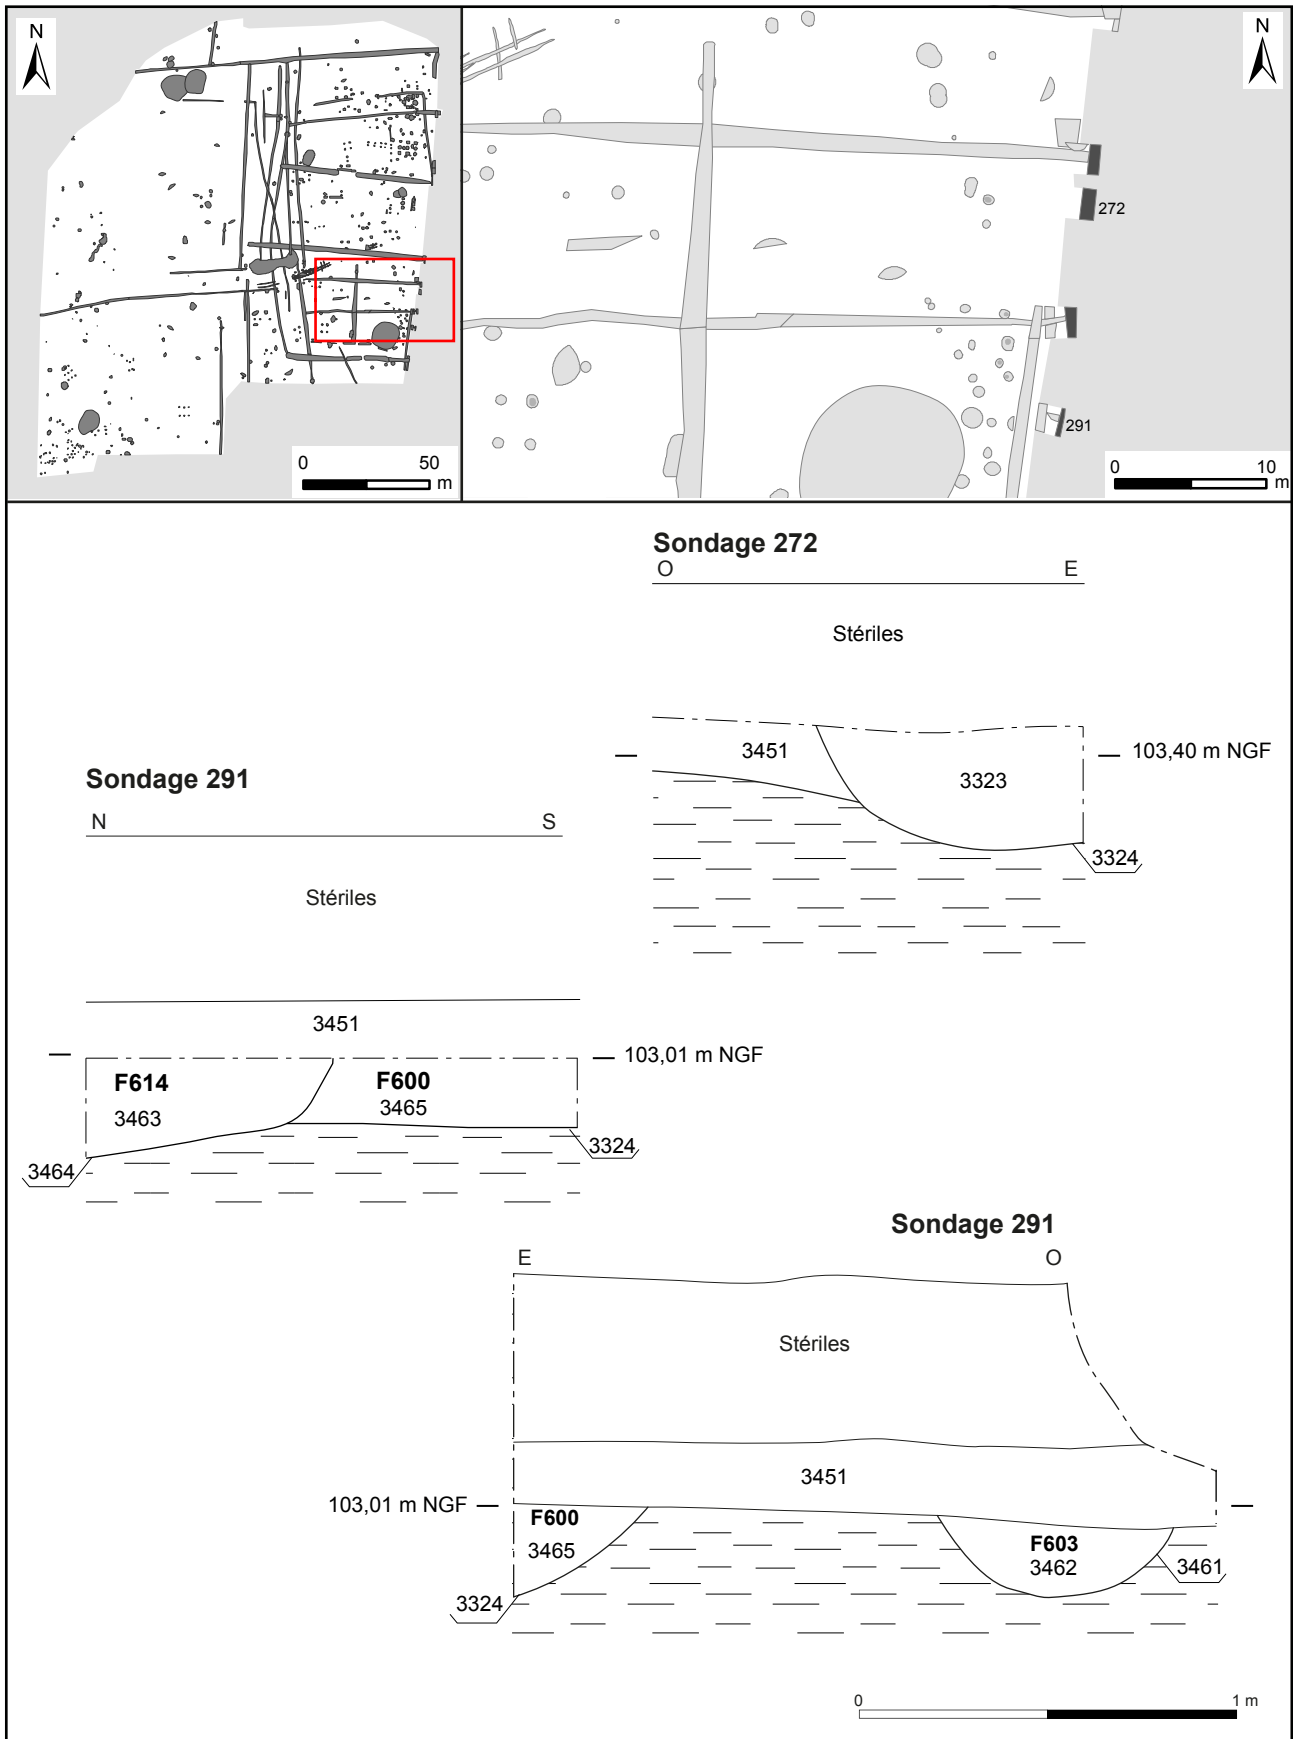 N
0 50
m
N
272
291
0 10
m
Sondage 272
O E
Stériles
3451
3323
103,40 m NGF
3324
Sondage 291
N S
Stériles
3451
103,01 m NGF
F614
3463
F600
3465
3464
3324
Sondage 291
E O
Stériles
3451
103,01 m NGF
F600
3465
3324
F603
3462
3461
0 1 m